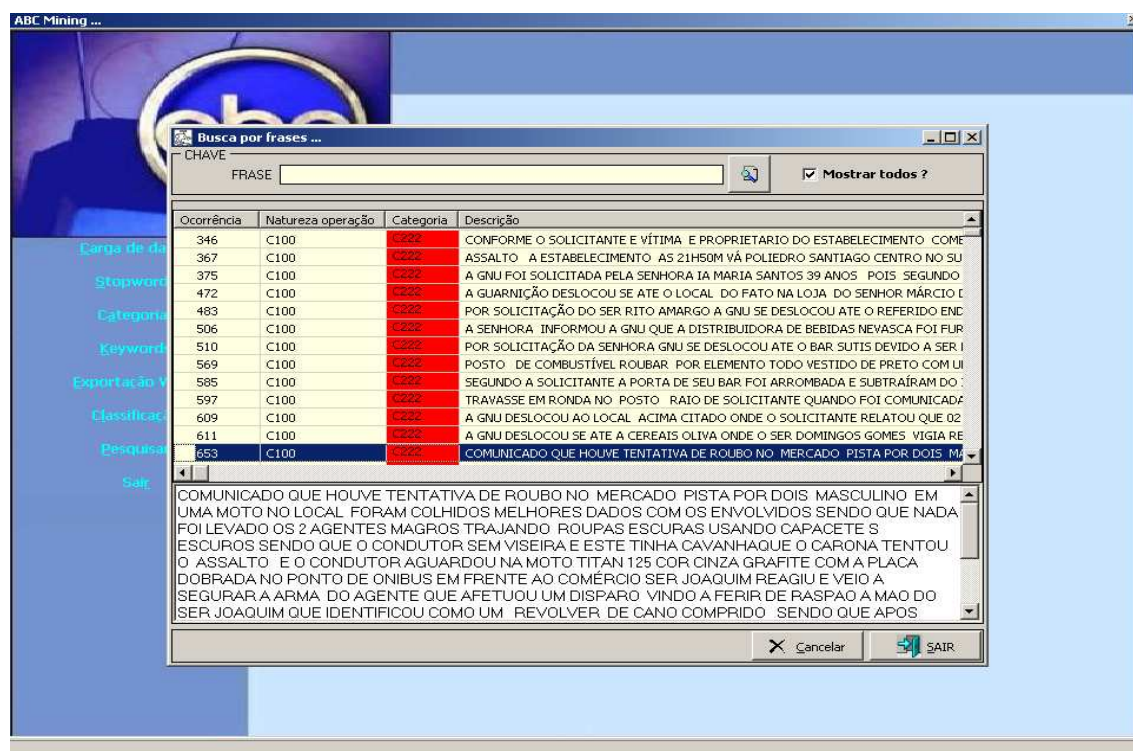 ABC Mining ...
abc
Busca por frases ...
CHAVE
FRASE
Mostrar todos ?
Ocorrência Natureza operação Categoria Descrição
346 C100 C222 CONFORME O SOLICITANTE E VÍTIMA E PROPRIETARIO DO ESTABELECIMENTO COME
367 C100 C222 ASSALTO A ESTABELECIMENTO AS 21H50M VÁ POLIEDRO SANTIAGO CENTRO NO SU
375 C100 C222 A GNU FOI SOLICITADA PELA SENHORA IA MARIA SANTOS 39 ANOS POIS SEGUNDO
472 C100 C222 A GUARNIÇÃO DESLOCOU SE ATE O LOCAL DO FATO NA LOJA DO SENHOR MÁRCIO
483 C100 C222 POR SOLICITAÇÃO DO SER RITO AMARGO A GNU SE DESLOCOU ATE O REFERIDO END
506 C100 C222 A SENHORA INFORMOU A GNU QUE A DISTRIBUIDORA DE BEBIDAS NEVASCA FOI FUR
510 C100 C222 POR SOLICITAÇÃO DA SENHORA GNU SE DESLOCOU ATE O BAR SUTIS DEVIDO A SER
569 C100 C222 POSTO DE COMBUSTÍVEL ROUBAR POR ELEMENTO TODO VESTIDO DE PRETO COM
585 C100 C222 SEGUNDO A SOLICITANTE A PORTA DE SEU BAR FOI ARROMBADA E SUBTRAÍRAM DO
597 C100 C222 TRAVASSE EM RONDA NO POSTO RAIO DE SOLICITANTE QUANDO FOI COMUNICADA
609 C100 C222 A GNU DESLOCOU AO LOCAL ACIMA CITADO ONDE O SOLICITANTE RELATOU QUE 02
611 C100 C222 A GNU DESLOCOU SE ATE A CEREAIS OLIVA ONDE O SER DOMINGOS GOMES VIGIA RE
653 C100 C222 COMUNICADO QUE HOUVE TENTATIVA DE ROUBO NO MERCADO PISTA POR DOIS
COMUNICADO QUE HOUVE TENTATIVA DE ROUBO NO MERCADO PISTA POR DOIS MASCULINO EM
UMA MOTO NO LOCAL FORAM COLHIDOS MELHORES DADOS COM OS ENVOLVIDOS SENDO QUE NADA
FOI LEVADO OS 2 AGENTES MAGROS TRAJANDO ROUPAS ESCURAS USANDO CAPACETE S
ESCUROS SENDO QUE O CONDUTOR SEM VISEIRA E ESTE TINHA CAVANHAQUE O CARONA TENTOU
O ASSALTO E O CONDUTOR AGUARDOU NA MOTO TITAN 125 COR CINZA GRAFITE COM A PLACA
DOBRADA NO PONTO DE ONIBUS EM FRENTE AO COMÉRCIO SER JOAQUIM REAGIU E VEIO A
SEGURAR A ARMA DO AGENTE QUE AFETUOU UM DISPARO VINDO A FERIR DE RASPAO A MAO DO
SER JOAQUIM QUE IDENTIFICOU COMO UM REVOLVER DE CANO COMPRIDO SENDO QUE APOS
Cancelar SAIR
Carga de da
Stopword
Categoria
Keyword
Exportação
Classificaç
Pesquisa
Sair